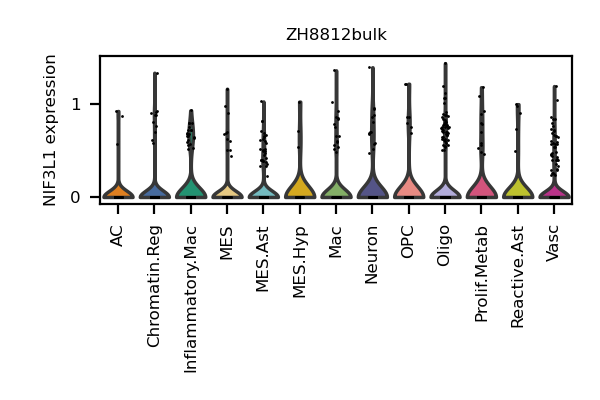 ZH8812bulk
NIF3L1 expression
1
0
AC
Chromatin.Reg
Inflammatory.Mac
MES
MES.Ast
MES.Hyp
Mac
Neuron
OPC
Oligo
Prolif.Metab
Reactive.Ast
Vasc